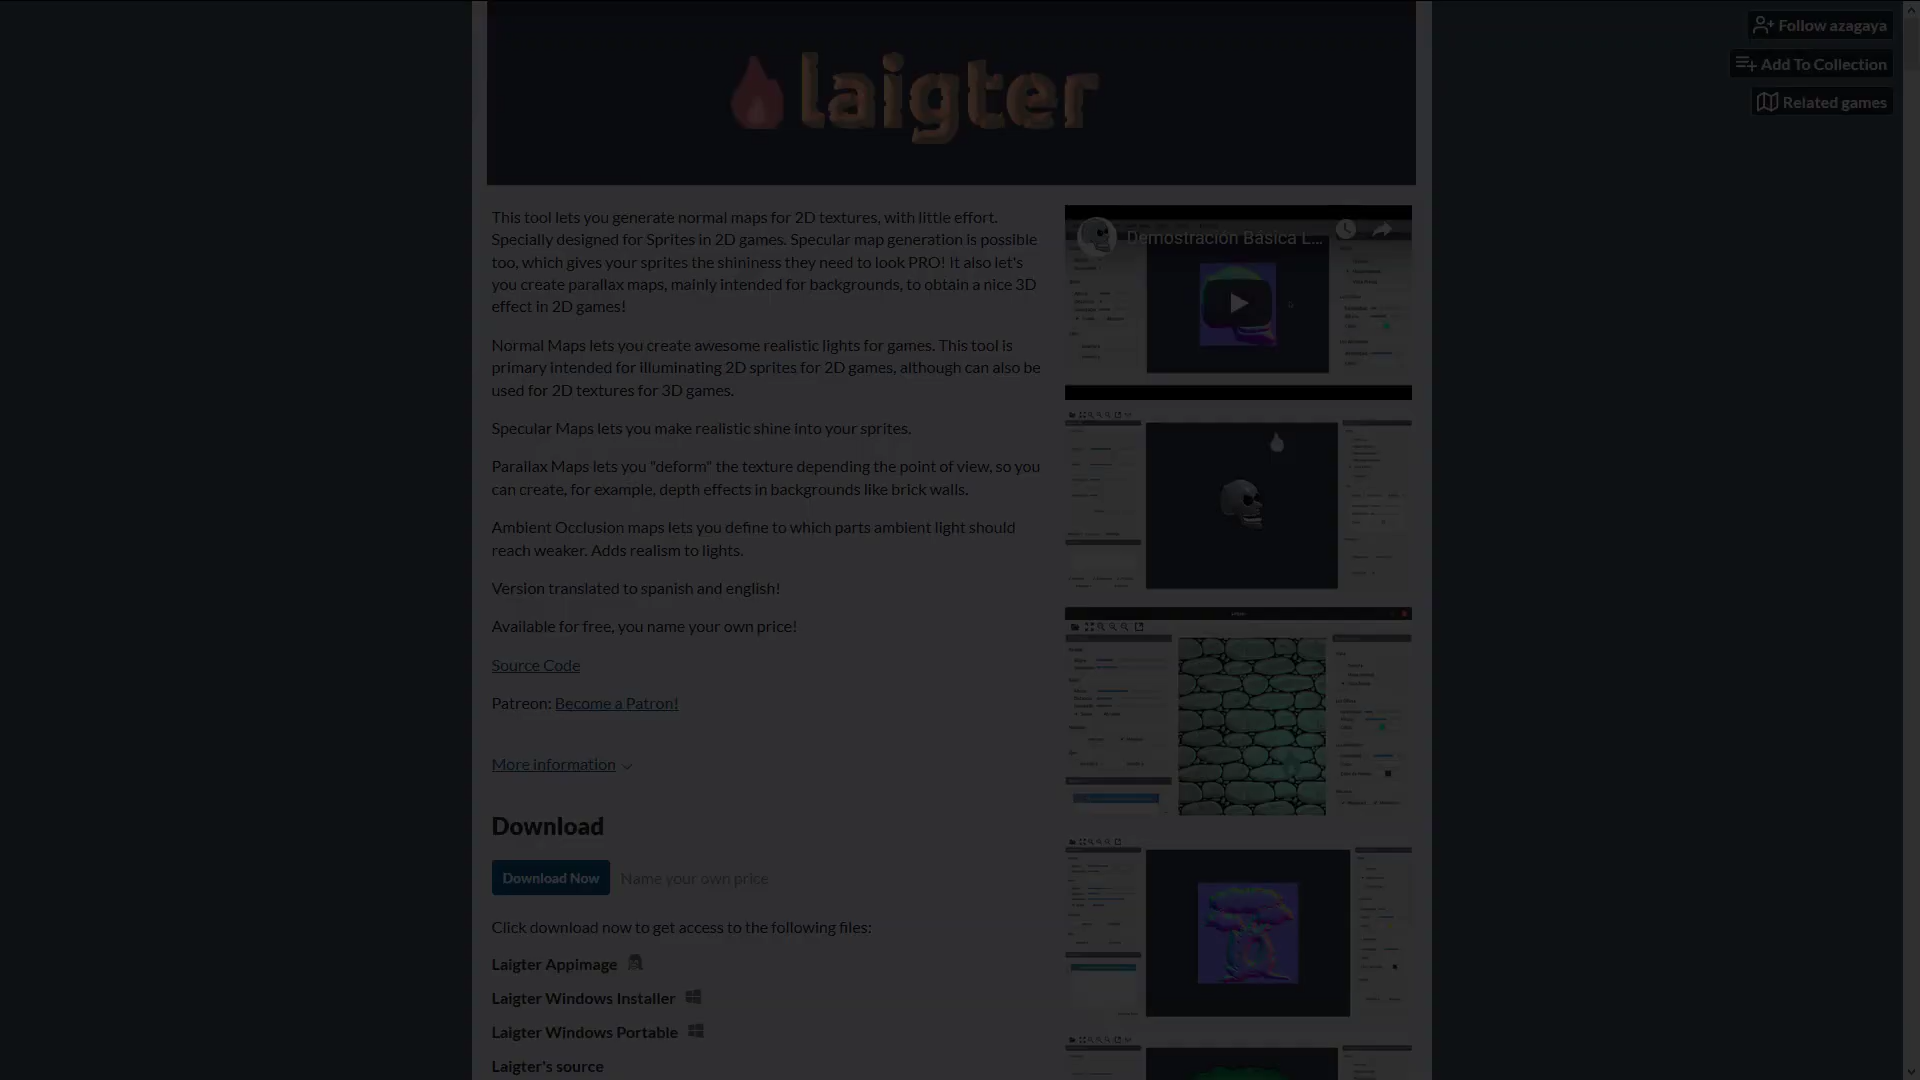 Follow azagaya
Add To Collection
Related games
laigter
This tool lets you generate normal maps for 2D textures, with little effort.
Specially designed for Sprites in 2D games. Specular map generation is possible
too, which gives your sprites the shininess they need to look PRO! It also let's
you create parallax maps, mainly intended for backgrounds, to obtain a nice 3D
effect in 2D games!
Normal Maps lets you create awesome realistic lights for games. This tool is
primary intended for illuminating 2D sprites for 2D games, although can also be
used for 2D textures for 3D games.
Specular Maps lets you make realistic shine into your sprites.
Parallax Maps lets you "deform" the texture depending the point of view, so you
can create, for example, depth effects in backgrounds like brick walls.
Ambient Occlusion maps lets you define to which parts ambient light should
reach weaker. Adds realism to lights.
Version translated to spanish and english!
Available for free, you name your own price!
Source Code
Patreon: Become a Patron!
More information
Download
Download Now Name your own price
Click download now to get access to the following files:
Laigter Appimage
Laigter Windows Installer
Laigter Windows Portable
Laigter's source
Demostración Básica L...